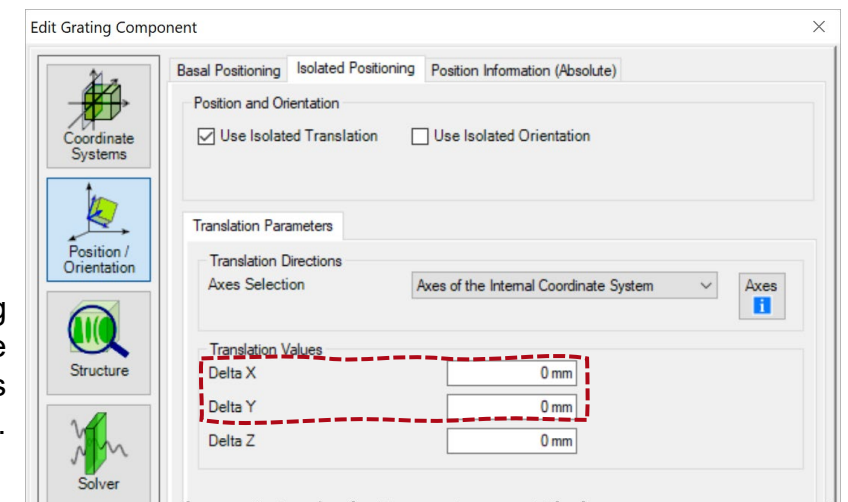 Edit Grating Component
Coordinate
Systems
Position /
Orientation
Structure
Solver
Basal Positioning
Isolated Positioning
Position Information (Absolute)
Position and Orientation
Use Isolated Translation
Use Isolated Orientation
Translation Parameters
Translation Directions
Axes Selection
Axes of the Internal Coordinate System
Axes
i
Translation Values
Delta X
0 mm
Delta Y
0 mm
Delta Z
0 mm
g
e
s
.